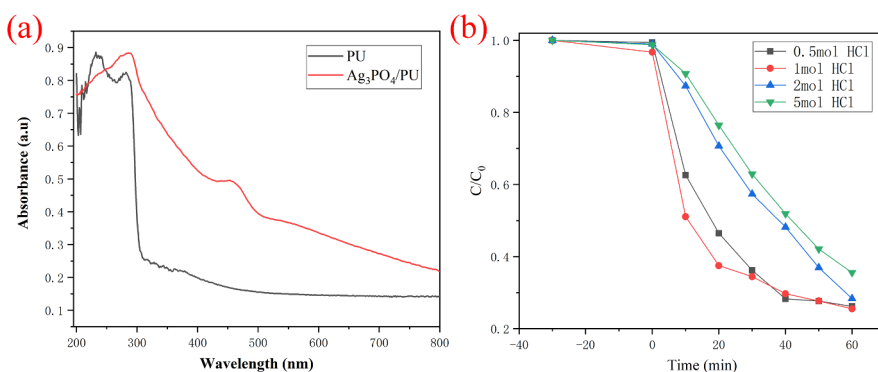 (a)
PU
Ag₃PO₄/PU
0.9
0.8
0.7
0.6
0.5
0.4
0.3
0.2
0.1
200 300 400 500 600 700 800
Absorbance (a.u)
Wavelength (nm)
(b)
0.5mol HCl
1mol HCl
2mol HCl
5mol HCl
1.0
0.8
0.6
0.4
0.2
-40 -20 0 20 40 60
C/C₀
Time (min)